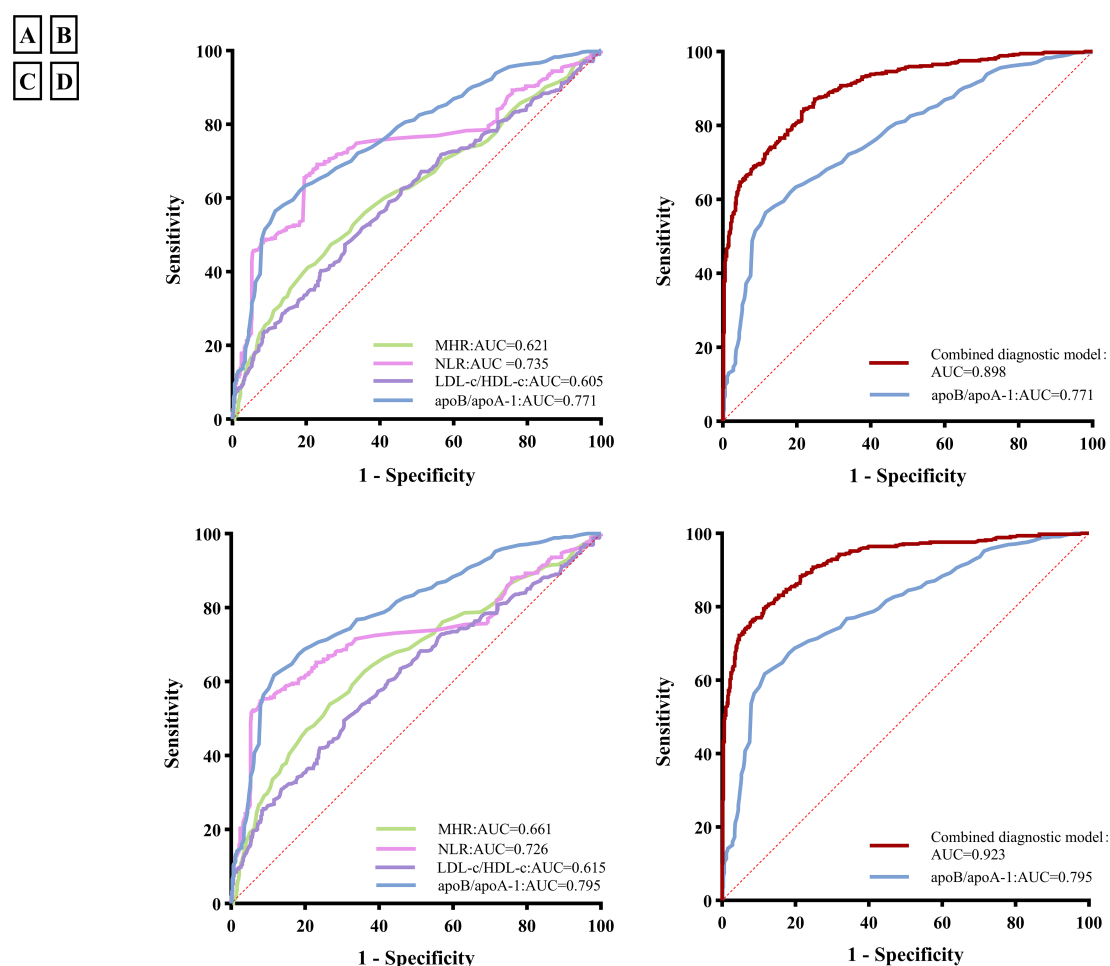 A B
C D
100
80
60
40
20
0
Sensitivity
MHR:AUC=0.621
NLR:AUC =0.735
LDL-c/HDL-c:AUC=0.605
apoB/apoA-1:AUC=0.771
0 20 40 60 80 100
1 - Specificity
100
80
60
40
20
0
Sensitivity
Combined diagnostic model:
AUC=0.898
apoB/apoA-1:AUC=0.771
0 20 40 60 80 100
1 - Specificity
100
80
60
40
20
0
Sensitivity
MHR:AUC=0.661
NLR:AUC=0.726
LDL-c/HDL-c:AUC=0.615
apoB/apoA-1:AUC=0.795
0 20 40 60 80 100
1 - Specificity
100
80
60
40
20
0
Sensitivity
Combined diagnostic model:
AUC=0.923
apoB/apoA-1:AUC=0.795
0 20 40 60 80 100
1 - Specificity